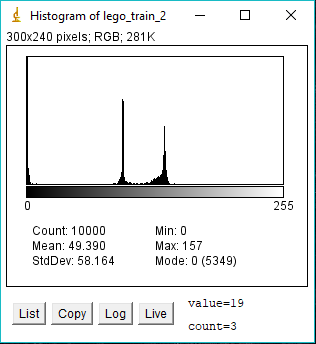 Histogram of lego_train_2
300x240 pixels; RGB; 281K
0 255
Count: 10000 Min: 0
Mean: 49.390 Max: 157
StdDev: 58.164 Mode: 0 (5349)
List Copy Log Live value=19
count=3